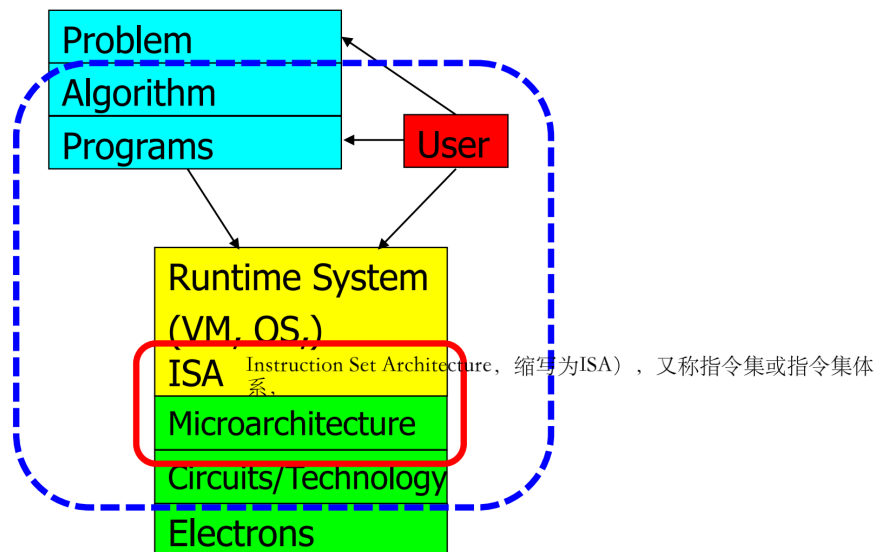 Problem
Algorithm
Programs
User
Runtime System
(VM, OS,)
ISA
Instruction Set Architecture，缩写为ISA），又称指令集或指令集体
系，
Microarchitecture
Circuits/Technology
Electrons